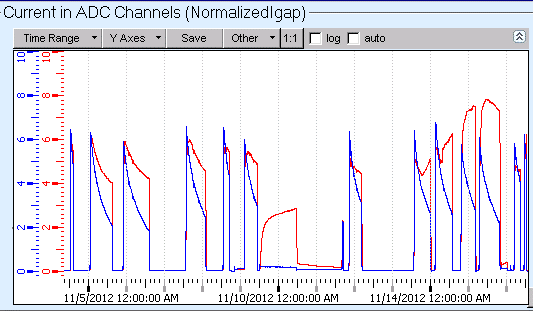 Current in ADC Channels (NormalizedIgap)
Time Range Y Axes Save Other 1:1 log auto
10 10
8 8
6 6
4 4
2 2
0 0
11/5/2012 12:00:00 AM 11/10/2012 12:00:00 AM 11/14/2012 12:00:00 AM